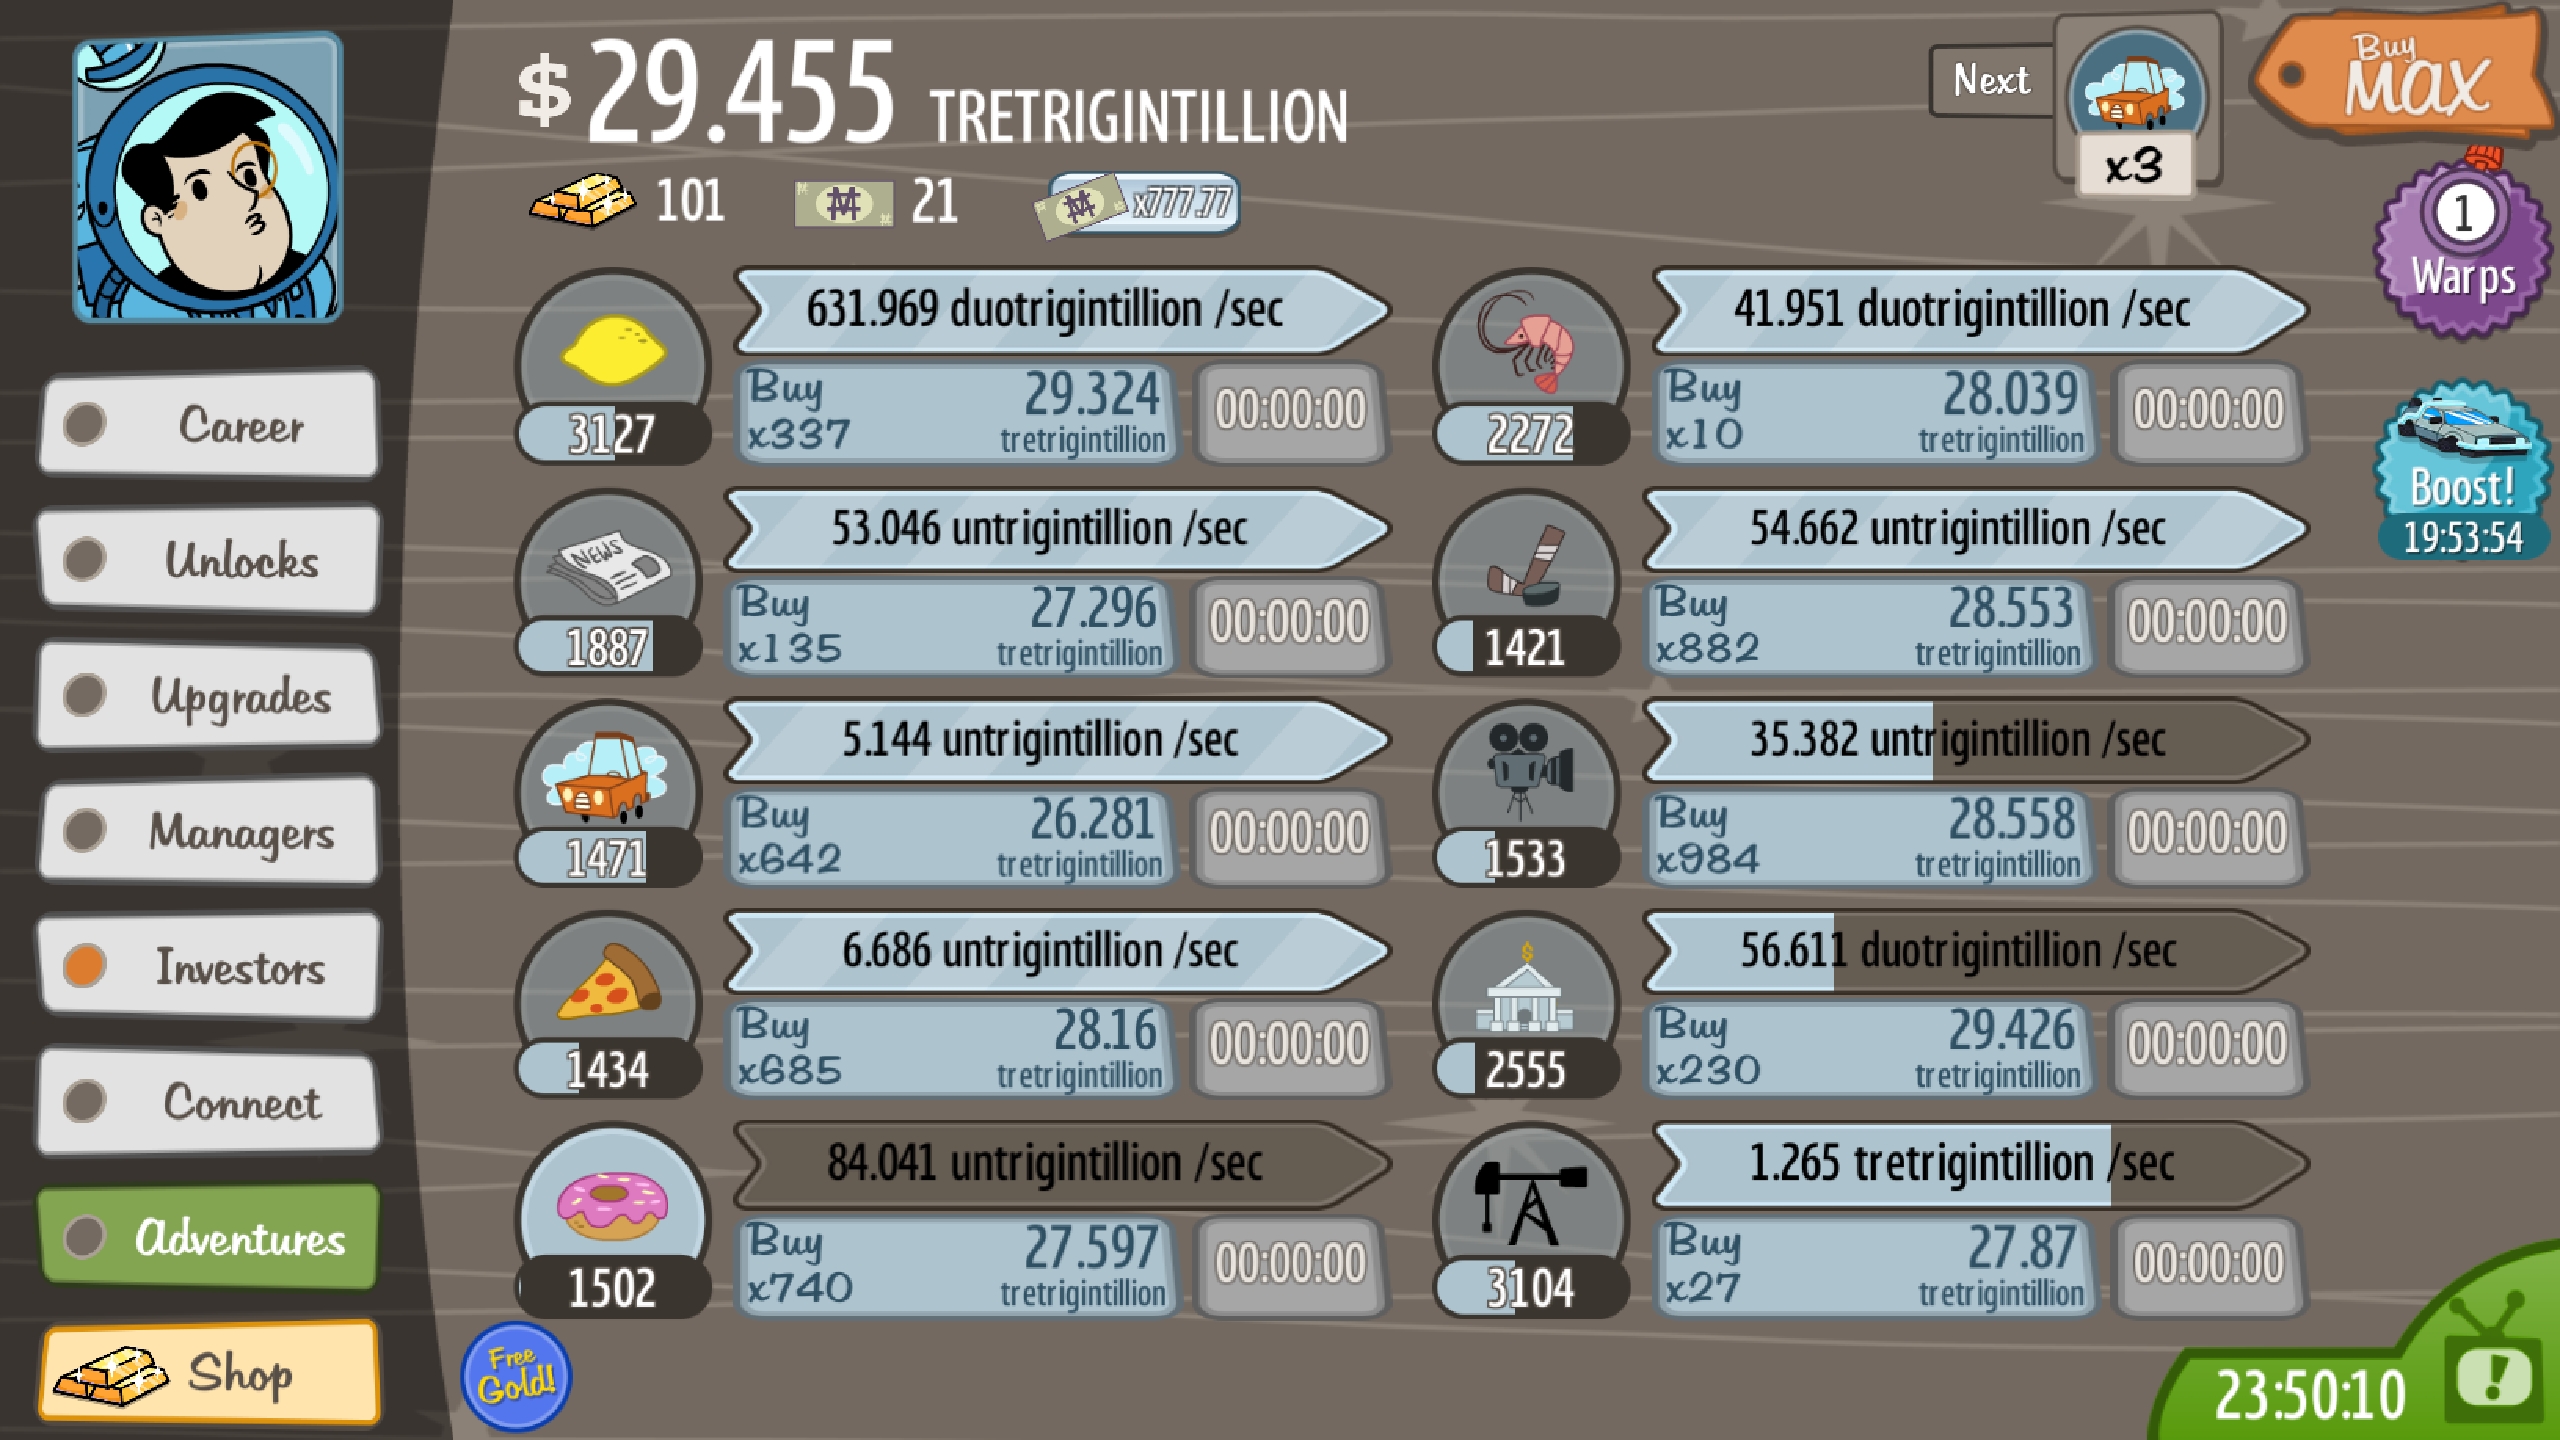 $29.455 TRETRIGINTILLION
101
21
x777.77
Next
x3
Buy
MAX
1
Warps
Boost!
19:53:54
Career
Unlocks
Upgrades
Managers
Investors
Connect
Adventures
Shop
631.969 duotrigintillion /sec
3127
Buy
x337
29.324
tretrigintillion
00:00:00
41.951 duotrigintillion /sec
2272
Buy
x10
28.039
tretrigintillion
00:00:00
NEWS
53.046 untrigintillion /sec
1887
Buy
x135
27.296
tretrigintillion
00:00:00
54.662 untrigintillion /sec
1421
Buy
x882
28.553
tretrigintillion
00:00:00
5.144 untrigintillion /sec
1471
Buy
x642
26.281
tretrigintillion
00:00:00
35.382 untrigintillion /sec
1533
Buy
x984
28.558
tretrigintillion
00:00:00
6.686 untrigintillion /sec
1434
Buy
x685
28.16
tretrigintillion
00:00:00
$
56.611 duotrigintillion /sec
2555
Buy
x230
29.426
tretrigintillion
00:00:00
84.041 untrigintillion /sec
1502
Buy
x740
27.597
tretrigintillion
00:00:00
1.265 tretrigintillion /sec
3104
Buy
x27
27.87
tretrigintillion
00:00:00
Free
Gold!
23:50:10
!